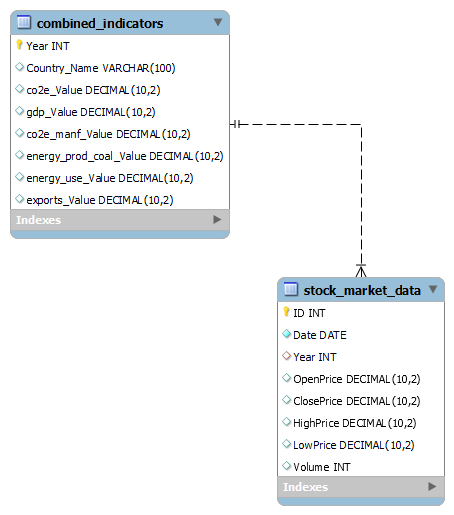 combined_indicators
Year INT
Country_Name VARCHAR(100)
co2e_Value DECIMAL(10,2)
gdp_Value DECIMAL(10,2)
co2e_manf_Value DECIMAL(10,2)
energy_prod_coal_Value DECIMAL(10,2)
energy_use_Value DECIMAL(10,2)
exports_Value DECIMAL(10,2)
Indexes
stock_market_data
ID INT
Date DATE
Year INT
OpenPrice DECIMAL(10,2)
ClosePrice DECIMAL(10,2)
HighPrice DECIMAL(10,2)
LowPrice DECIMAL(10,2)
Volume INT
Indexes